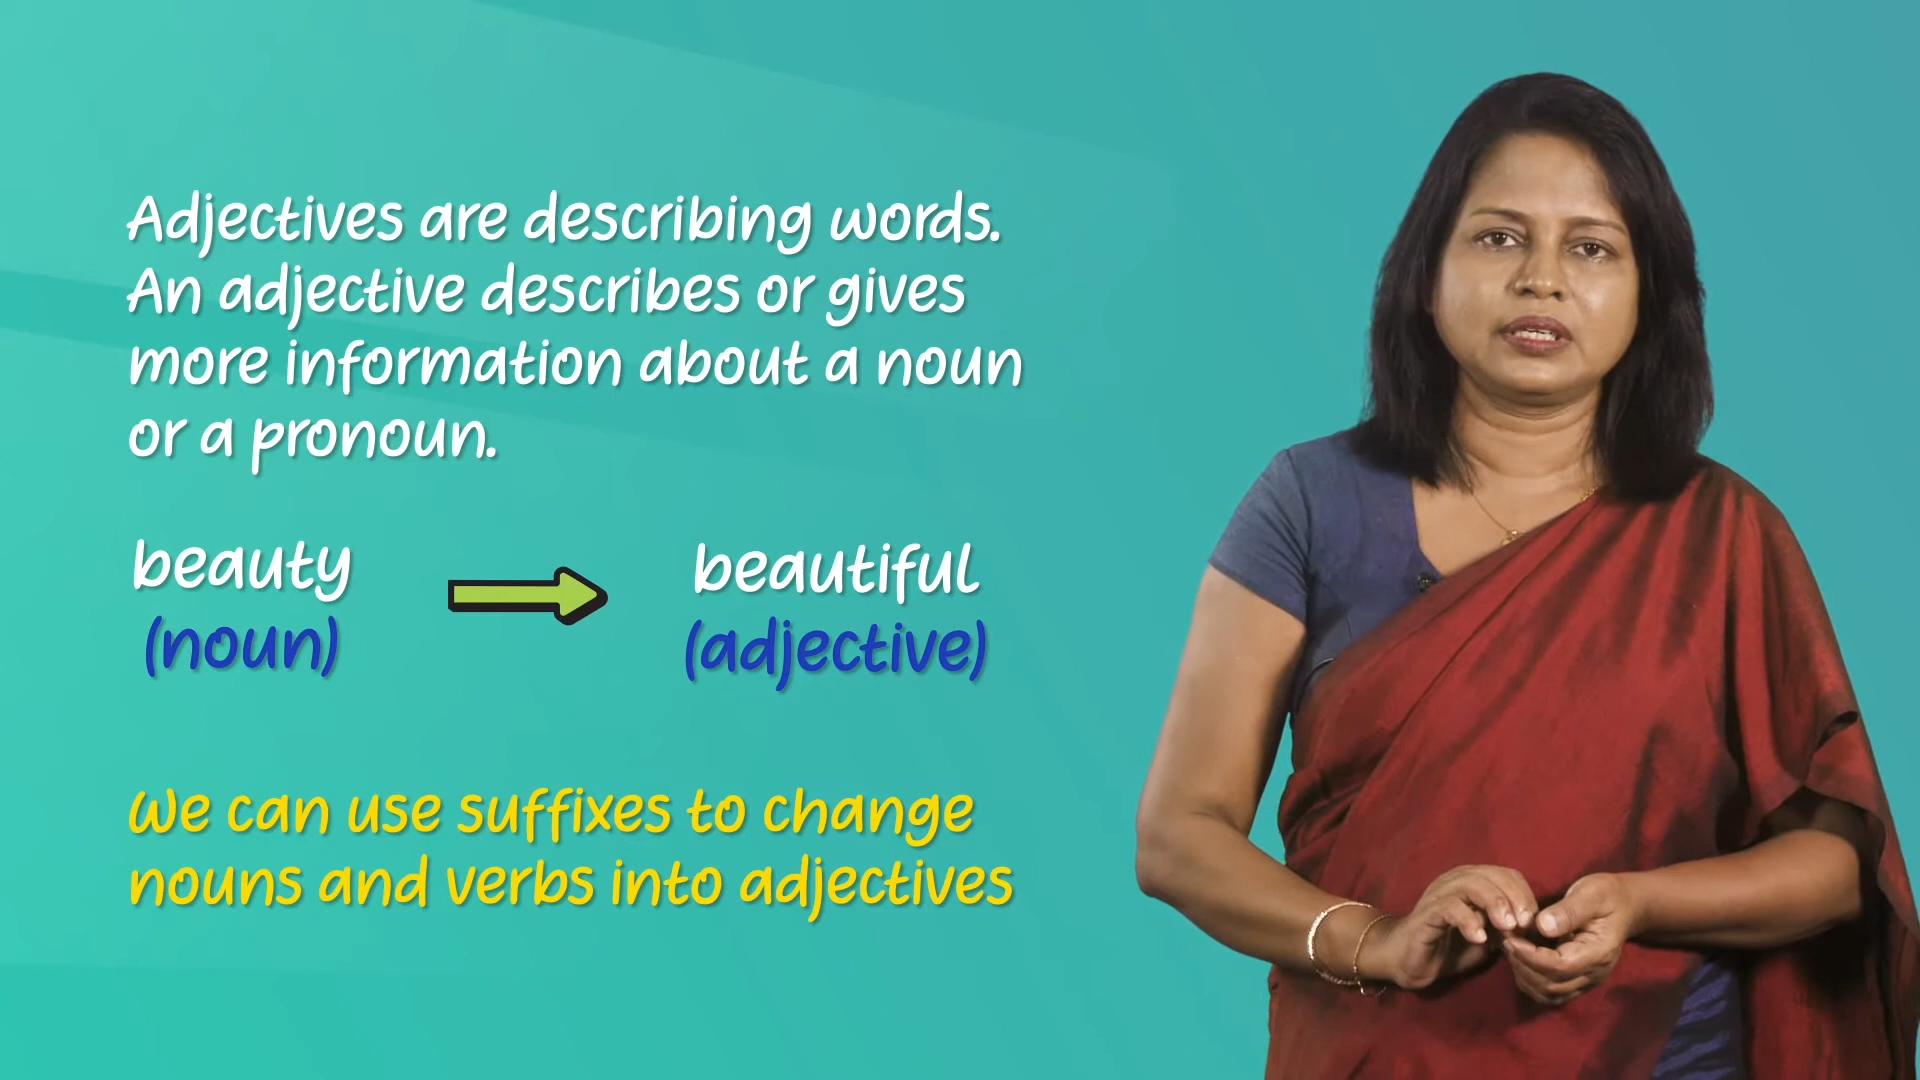 Adjectives are describing words.
An adjective describes or gives
more information about a noun
or a pronoun.
beauty
beautiful
(noun)
(adjective)
We can use suffixes to change
nouns and verbs into adjectives